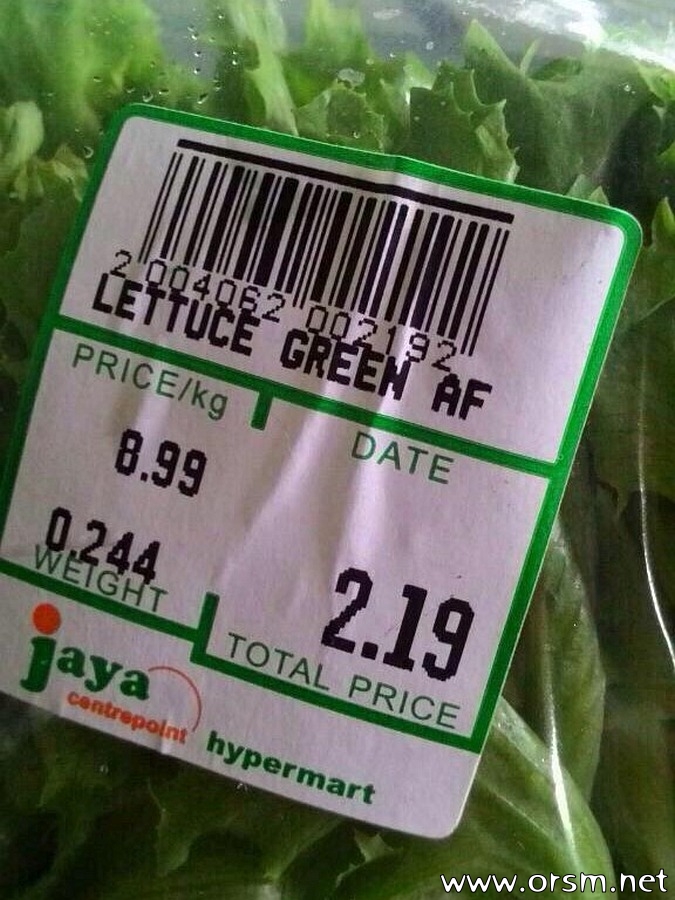 2 004062 002192
LETTUCE GREEN AF
PRICE/kg
DATE
8.99
0.244
WEIGHT
2.19
TOTAL PRICE
jaya
centrepoint
hypermart
www.orsm.net